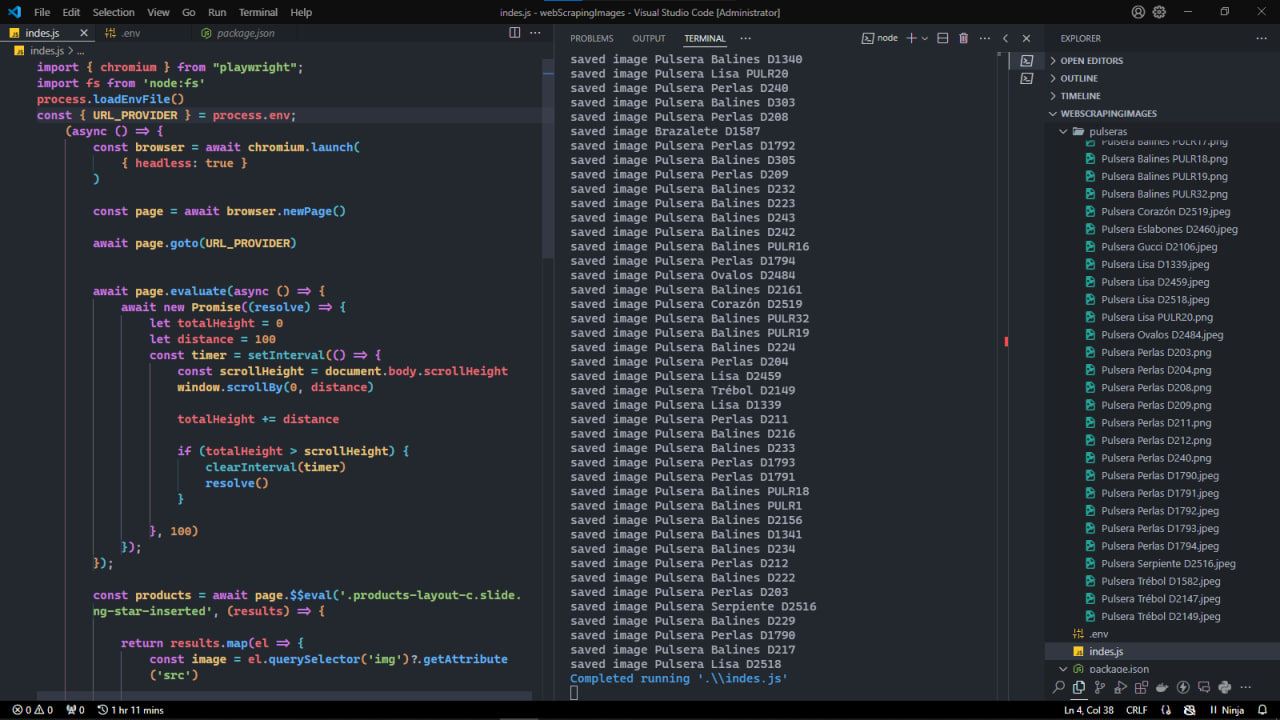 File Edit Selection View Go Run Terminal Help
indes.js - webScrapingImages - Visual Studio Code [Administrator]
indes.js
.env
package.json
indes.js > ...
import { chromium } from "playwright";
import fs from 'node:fs'
process.loadEnvFile()
const { URL_PROVIDER } = process.env;
(async () => {
const browser = await chromium.launch(
{ headless: true }
)
const page = await browser.newPage()
await page.goto(URL_PROVIDER)
await page.evaluate(async () => {
await new Promise((resolve) => {
let totalHeight = 0
let distance = 100
const timer = setInterval(() => {
const scrollHeight = document.body.scrollHeight
window.scrollBy(0, distance)
totalHeight += distance
if (totalHeight > scrollHeight) {
clearInterval(timer)
resolve()
}
}, 100)
});
});
const products = await page.$$eval('.products-layout-c.slide.
ng-star-inserted', (results) => {
return results.map(el => {
const image = el.querySelector('img')?.getAttribute
('src')
PROBLEMS OUTPUT TERMINAL ...
node
saved image Pulsera Balines D1340
saved image Pulsera Lisa PULR20
saved image Pulsera Perlas D240
saved image Pulsera Balines D303
saved image Pulsera Perlas D208
saved image Brazalete D1587
saved image Pulsera Perlas D1792
saved image Pulsera Balines D305
saved image Pulsera Perlas D209
saved image Pulsera Balines D232
saved image Pulsera Balines D223
saved image Pulsera Balines D243
saved image Pulsera Balines D242
saved image Pulsera Balines PULR16
saved image Pulsera Perlas D1794
saved image Pulsera Ovalos D2484
saved image Pulsera Balines D2161
saved image Pulsera Corazón D2519
saved image Pulsera Balines PULR32
saved image Pulsera Balines PULR19
saved image Pulsera Balines D224
saved image Pulsera Perlas D204
saved image Pulsera Lisa D2459
saved image Pulsera Trébol D2149
saved image Pulsera Lisa D1339
saved image Pulsera Perlas D211
saved image Pulsera Balines D216
saved image Pulsera Balines D233
saved image Pulsera Perlas D1793
saved image Pulsera Perlas D1791
saved image Pulsera Balines PULR18
saved image Pulsera Balines PULR1
saved image Pulsera Balines D2156
saved image Pulsera Balines D1341
saved image Pulsera Balines D234
saved image Pulsera Perlas D212
saved image Pulsera Balines D222
saved image Pulsera Perlas D203
saved image Pulsera Serpiente D2516
saved image Pulsera Balines D229
saved image Pulsera Perlas D1790
saved image Pulsera Balines D217
saved image Pulsera Lisa D2518
Completed running '.\\indes.js'
EXPLORER
OPEN EDITORS
OUTLINE
TIMELINE
WEBSCRAPINGIMAGES
pulseras
Pulsera Balines PULR17.png
Pulsera Balines PULR18.png
Pulsera Balines PULR19.png
Pulsera Balines PULR32.png
Pulsera Corazón D2519.jpeg
Pulsera Eslabones D2460.jpeg
Pulsera Gucci D2106.jpeg
Pulsera Lisa D1339.jpeg
Pulsera Lisa D2459.jpeg
Pulsera Lisa D2518.jpeg
Pulsera Lisa PULR20.png
Pulsera Ovalos D2484.jpeg
Pulsera Perlas D203.png
Pulsera Perlas D204.png
Pulsera Perlas D208.png
Pulsera Perlas D209.png
Pulsera Perlas D211.png
Pulsera Perlas D212.png
Pulsera Perlas D240.png
Pulsera Perlas D1790.jpeg
Pulsera Perlas D1791.jpeg
Pulsera Perlas D1792.jpeg
Pulsera Perlas D1793.jpeg
Pulsera Perlas D1794.jpeg
Pulsera Serpiente D2516.jpeg
Pulsera Trébol D1582.jpeg
Pulsera Trébol D2147.jpeg
Pulsera Trébol D2149.jpeg
.env
indes.js
package.json
0 0 0 1 hr 11 mins
Ln 4, Col 38 CRLF Ninja